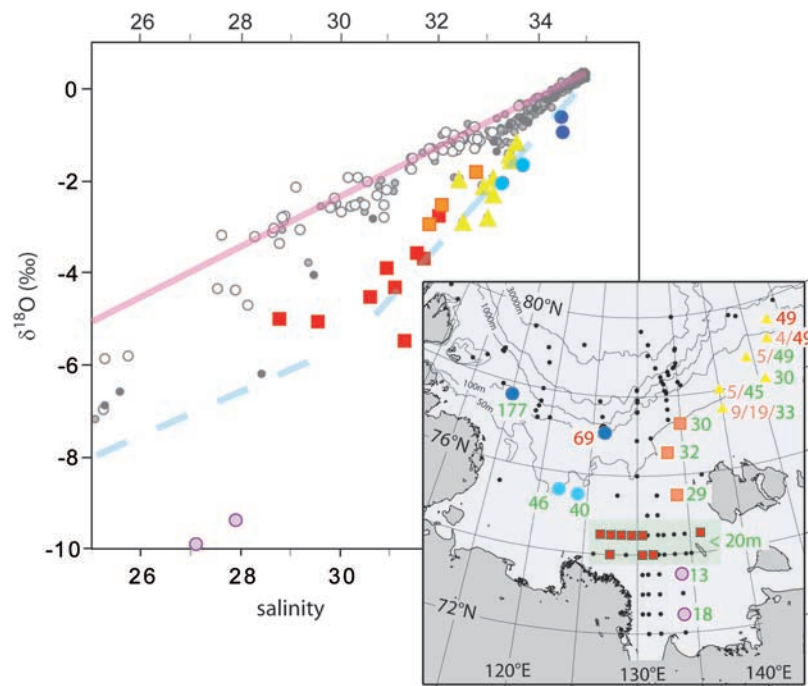 26 28 30 32 34
0
-2
-4
-6
-8
-10
δ¹⁸O (‰)
26 28 30
salinity
80°N
3000m
1000m
100m
50m
76°N
72°N
49
4/49
5/49
30
5/45
9/19/33
177
69
30
32
46
40
29
< 20m
13
18
120°E 130°E 140°E